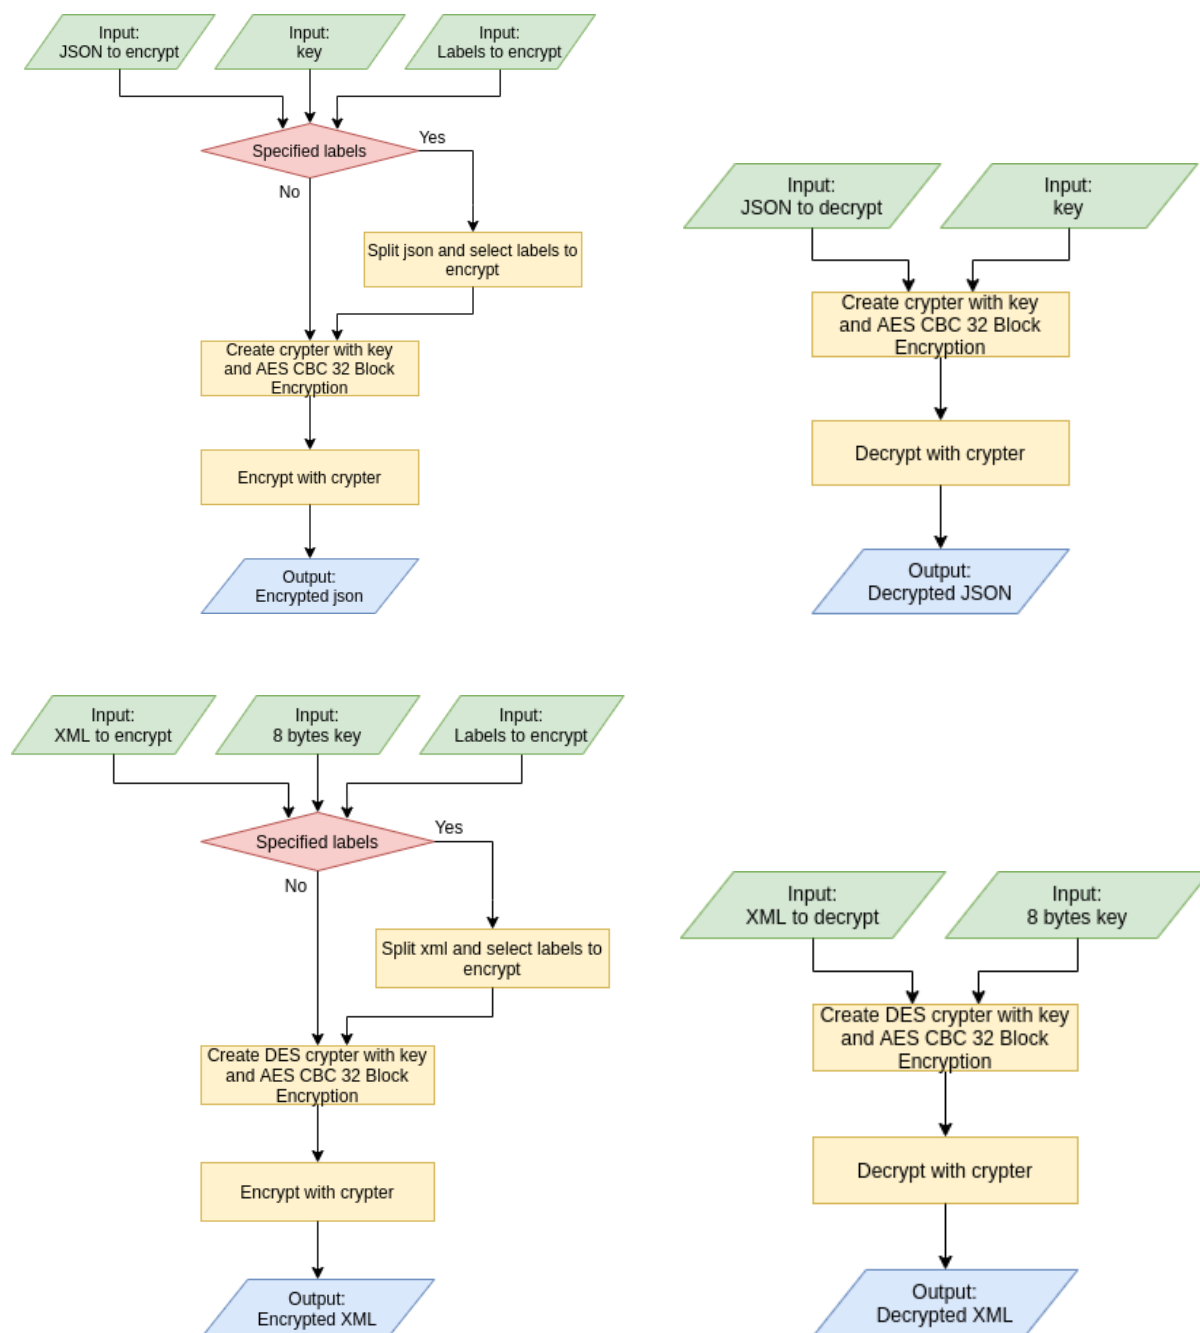 Input:
JSON to encrypt
Input:
key
Input:
Labels to encrypt
Specified labels
Yes
No
Split json and select labels to
encrypt
Create crypter with key
and AES CBC 32 Block
Encryption
Encrypt with crypter
Output:
Encrypted json
Input:
JSON to decrypt
Input:
key
Create crypter with key
and AES CBC 32 Block
Encryption
Decrypt with crypter
Output:
Decrypted JSON
Input:
XML to encrypt
Input:
8 bytes key
Input:
Labels to encrypt
Specified labels
Yes
No
Split xml and select labels to
encrypt
Create DES crypter with key
and AES CBC 32 Block
Encryption
Encrypt with crypter
Output:
Encrypted XML
Input:
XML to decrypt
Input:
8 bytes key
Create DES crypter with key
and AES CBC 32 Block
Encryption
Decrypt with crypter
Output:
Decrypted XML